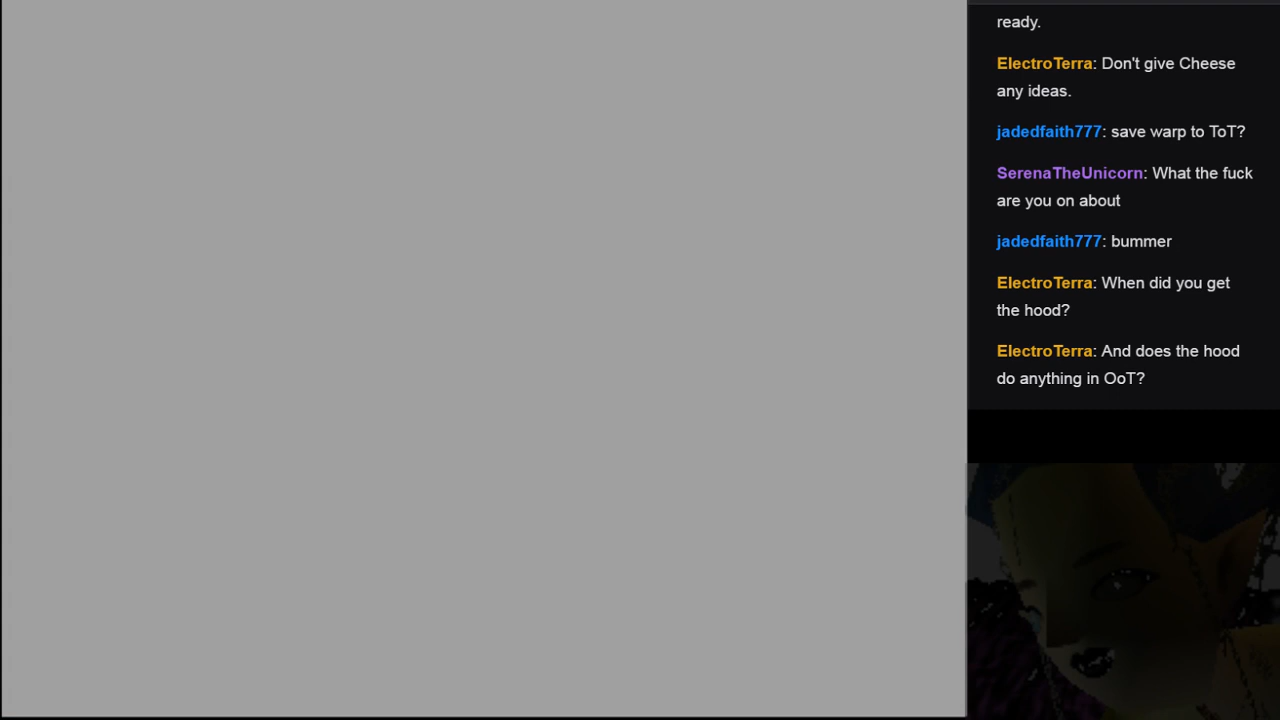 ready.
ElectroTerra: Don't give Cheese
any ideas.
jadedfaith777: save warp to ToT?
SerenaTheUnicorn: What the fuck
are you on about
jadedfaith777: bummer
ElectroTerra: When did you get
the hood?
ElectroTerra: And does the hood
do anything in OoT?